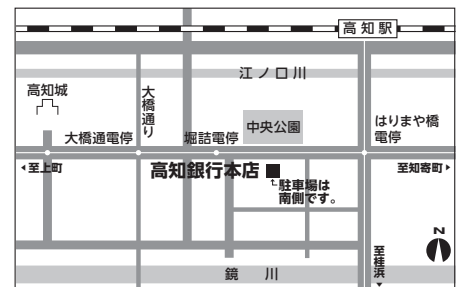 高知駅
江ノ口川
高知城
大橋通り
中央公園
はりまや橋
電停
大橋通電停
堀詰電停
◂至上町
高知銀行本店
至知寄町▸
駐車場は
南側です。
N
至桂浜▸
鏡 川